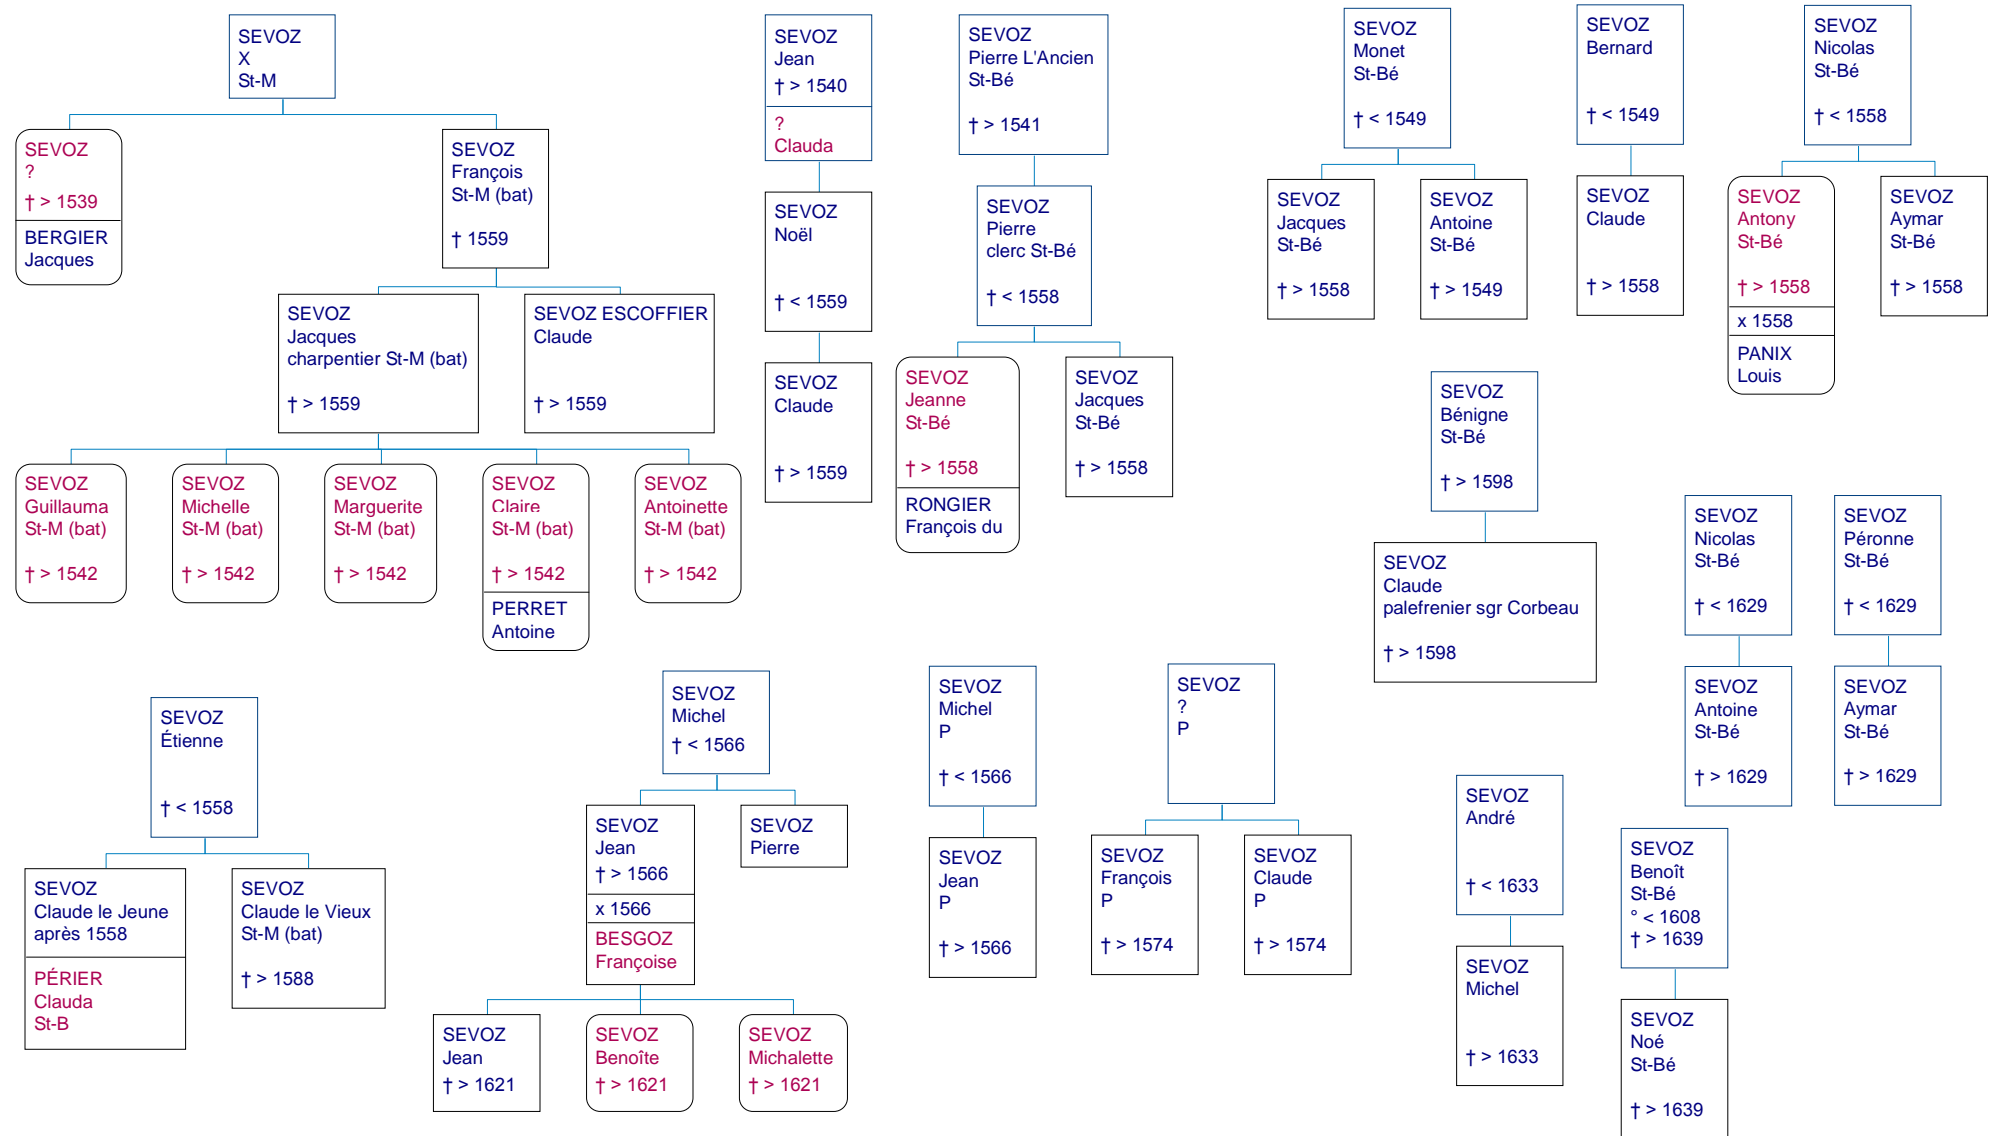 SEVOZ
X
St-M
SEVOZ
?
† > 1539
BERGIER
Jacques
SEVOZ
François
St-M (bat)
† 1559
SEVOZ
Jacques
charpentier St-M (bat)
† > 1559
SEVOZ ESCOFFIER
Claude
† > 1559
SEVOZ
Guillauma
St-M (bat)
† > 1542
SEVOZ
Michelle
St-M (bat)
† > 1542
SEVOZ
Marguerite
St-M (bat)
† > 1542
SEVOZ
Claire
St-M (bat)
† > 1542
PERRET
Antoine
SEVOZ
Antoinette
St-M (bat)
† > 1542
SEVOZ
Jean
† > 1540
?
Clauda
SEVOZ
Noël
† < 1559
SEVOZ
Claude
† > 1559
SEVOZ
Pierre L'Ancien
St-Bé
† > 1541
SEVOZ
Pierre
clerc St-Bé
† < 1558
SEVOZ
Jeanne
St-Bé
† > 1558
RONGIER
François du
SEVOZ
Jacques
St-Bé
† > 1558
SEVOZ
Monet
St-Bé
† < 1549
SEVOZ
Jacques
St-Bé
† > 1558
SEVOZ
Antoine
St-Bé
† > 1549
SEVOZ
Bernard
† < 1549
SEVOZ
Claude
† > 1558
SEVOZ
Nicolas
St-Bé
† < 1558
SEVOZ
Antony
St-Bé
† > 1558
x 1558
PANIX
Louis
SEVOZ
Aymar
St-Bé
† > 1558
SEVOZ
Bénigne
St-Bé
† > 1598
SEVOZ
Claude
palefrenier sgr Corbeau
† > 1598
SEVOZ
Nicolas
St-Bé
† < 1629
SEVOZ
Antoine
St-Bé
† > 1629
SEVOZ
Péronne
St-Bé
† < 1629
SEVOZ
Aymar
St-Bé
† > 1629
SEVOZ
Étienne
† < 1558
SEVOZ
Claude le Jeune
après 1558
PÉRIER
Clauda
St-B
SEVOZ
Claude le Vieux
St-M (bat)
† > 1588
SEVOZ
Michel
† < 1566
SEVOZ
Jean
† > 1566
x 1566
BESGOZ
Françoise
SEVOZ
Pierre
SEVOZ
Jean
† > 1621
SEVOZ
Benoîte
† > 1621
SEVOZ
Michalette
† > 1621
SEVOZ
Michel
P
† < 1566
SEVOZ
Jean
P
† > 1566
SEVOZ
?
P
SEVOZ
François
P
† > 1574
SEVOZ
Claude
P
† > 1574
SEVOZ
André
† < 1633
SEVOZ
Michel
† > 1633
SEVOZ
Benoît
St-Bé
° < 1608
† > 1639
SEVOZ
Noé
St-Bé
† > 1639